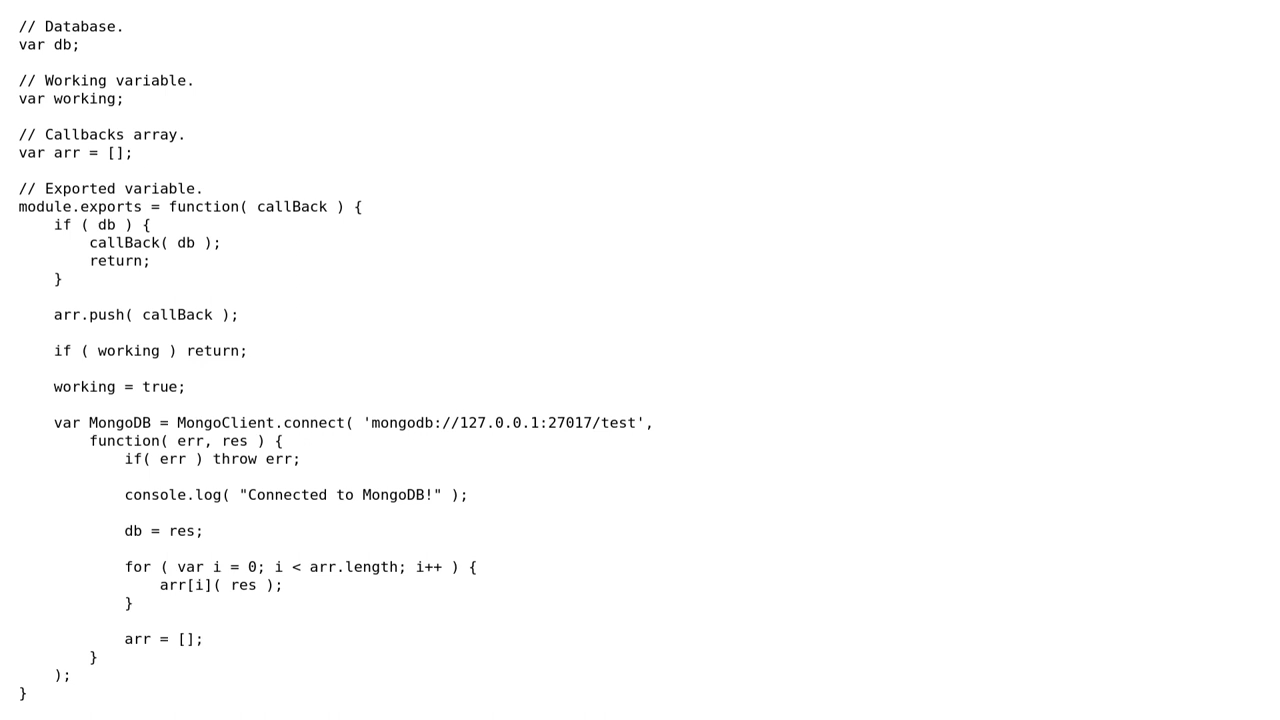 // Database.
var db;

// Working variable.
var working;

// Callbacks array.
var arr = [];

// Exported variable.
module.exports = function( callBack ) {
    if ( db ) {
        callBack( db );
        return;
    }

    arr.push( callBack );

    if ( working ) return;

    working = true;

    var MongoDB = MongoClient.connect( 'mongodb://127.0.0.1:27017/test',
        function( err, res ) {
            if( err ) throw err;

            console.log( "Connected to MongoDB!" );

            db = res;

            for ( var i = 0; i < arr.length; i++ ) {
                arr[i]( res );
            }

            arr = [];
        }
    );
}